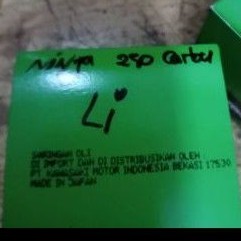 Ninja 250 Carbu
Li
SARINGAN OLI
DI IMPORT DAN DI DISTRIBUSIKAN OLEH
PT KAWASAKI MOTOR INDONESIA BEKASI 17530
MADE IN JAPAN